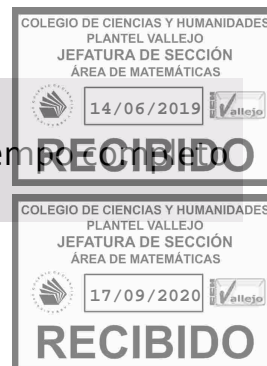 COLEGIO DE CIENCIAS Y HUMANIDADES
PLANTEL VALLEJO
JEFATURA DE SECCIÓN
ÁREA DE MATEMÁTICAS
14/06/2019
Vallejo
completo
RECIBIDO
COLEGIO DE CIENCIAS Y HUMANIDADES
PLANTEL VALLEJO
JEFATURA DE SECCIÓN
ÁREA DE MATEMÁTICAS
17/09/2020
Vallejo
RECIBIDO